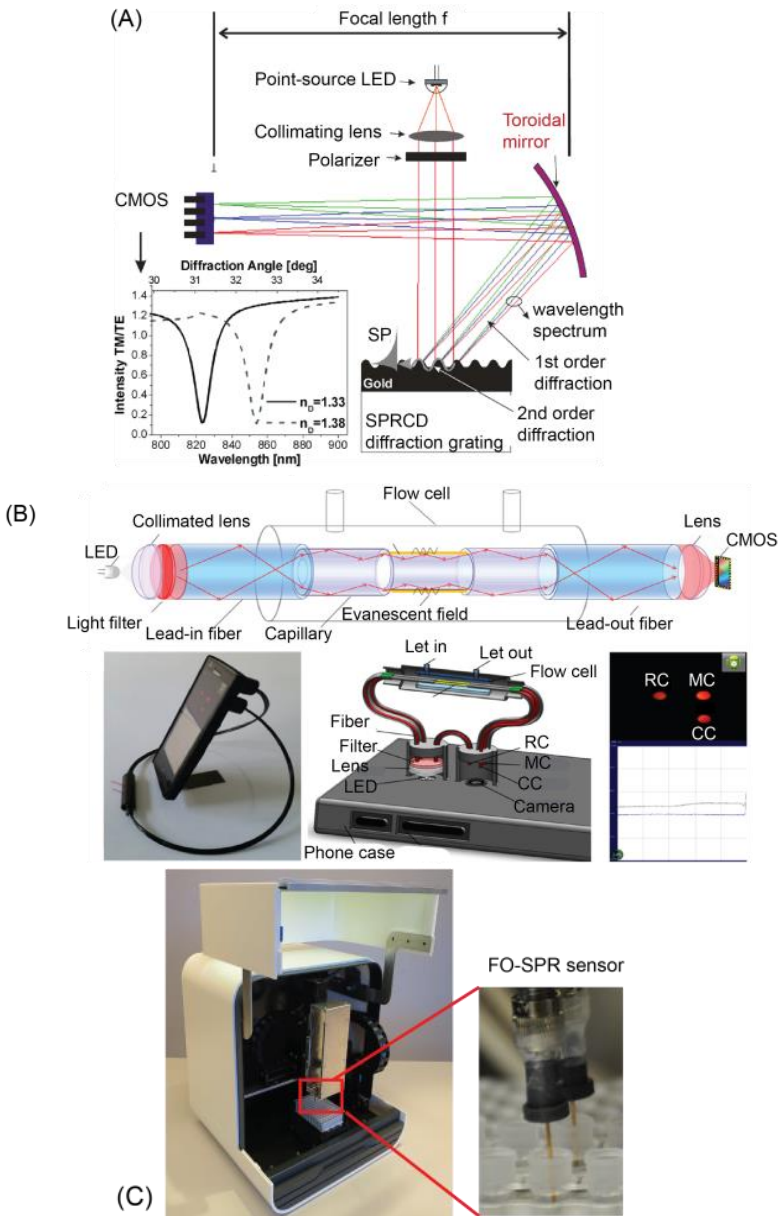 (A)
Focal length f
Point-source LED
Collimating lens
Polarizer
Toroidal
mirror
CMOS
Diffraction Angle [deg]
30 31 32 33 34
Intensity TM/TE
1.4
1.2
1.0
0.8
0.6
0.4
0.2
0.0
n_D=1.33
n_D=1.38
800 820 840 860 880 900
Wavelength [nm]
SP
Gold
SPRCD
diffraction grating
wavelength
spectrum
1st order
diffraction
2nd order
diffraction
(B)
Flow cell
Collimated lens
Lens
LED
CMOS
Light filter
Lead-in fiber
Capillary
Evanescent field
Lead-out fiber
Let in
Let out
Flow cell
Fiber
Filter
Lens
LED
RC
MC
CC
Camera
Phone case
RC
MC
CC
FO-SPR sensor
(C)